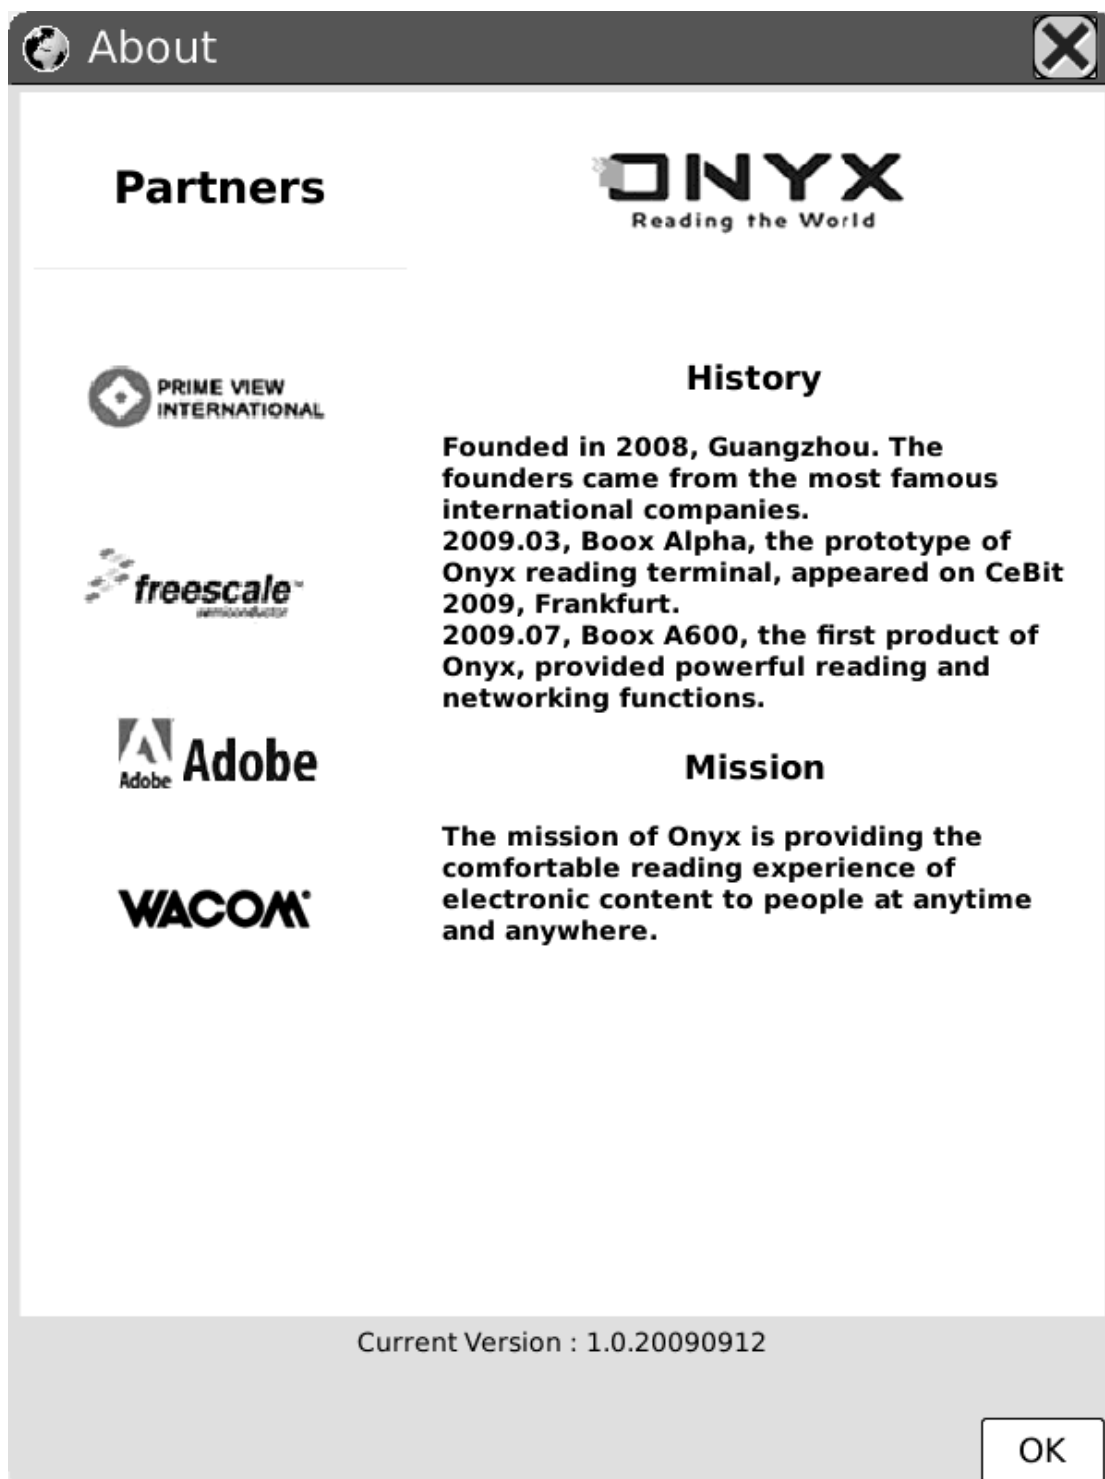 About
Partners
ONYX
Reading the World
PRIME VIEW
INTERNATIONAL
freescale™
semiconductor
Adobe
Adobe
WACOM
History
Founded in 2008, Guangzhou. The
founders came from the most famous
international companies.
2009.03, Boox Alpha, the prototype of
Onyx reading terminal, appeared on CeBit
2009, Frankfurt.
2009.07, Boox A600, the first product of
Onyx, provided powerful reading and
networking functions.
Mission
The mission of Onyx is providing the
comfortable reading experience of
electronic content to people at anytime
and anywhere.
Current Version : 1.0.20090912
OK